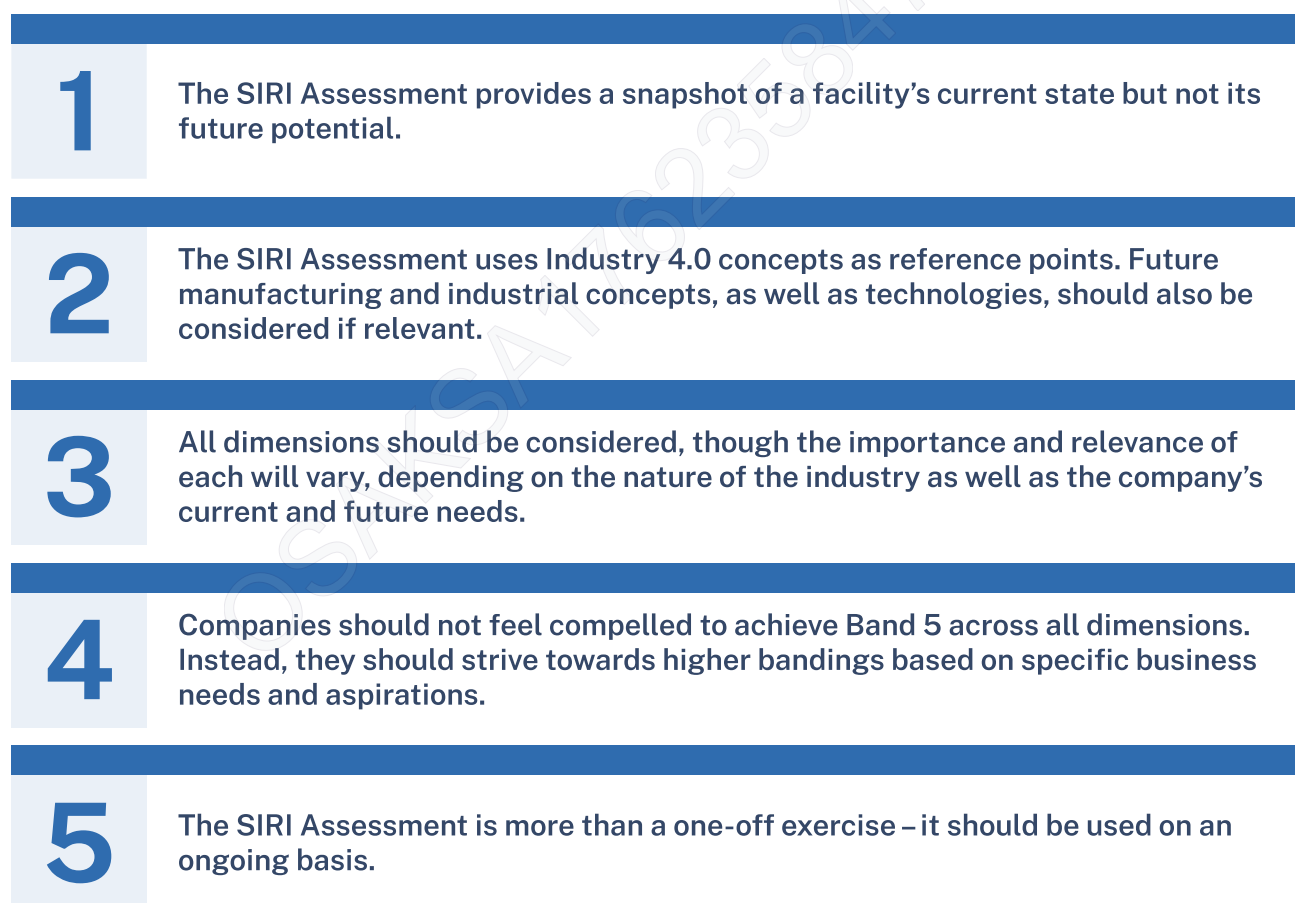 1
The SIRI Assessment provides a snapshot of a facility’s current state but not its
future potential.
2
The SIRI Assessment uses Industry 4.0 concepts as reference points. Future
manufacturing and industrial concepts, as well as technologies, should also be
considered if relevant.
3
All dimensions should be considered, though the importance and relevance of
each will vary, depending on the nature of the industry as well as the company’s
current and future needs.
4
Companies should not feel compelled to achieve Band 5 across all dimensions.
Instead, they should strive towards higher bandings based on specific business
needs and aspirations.
5
The SIRI Assessment is more than a one-off exercise – it should be used on an
ongoing basis.